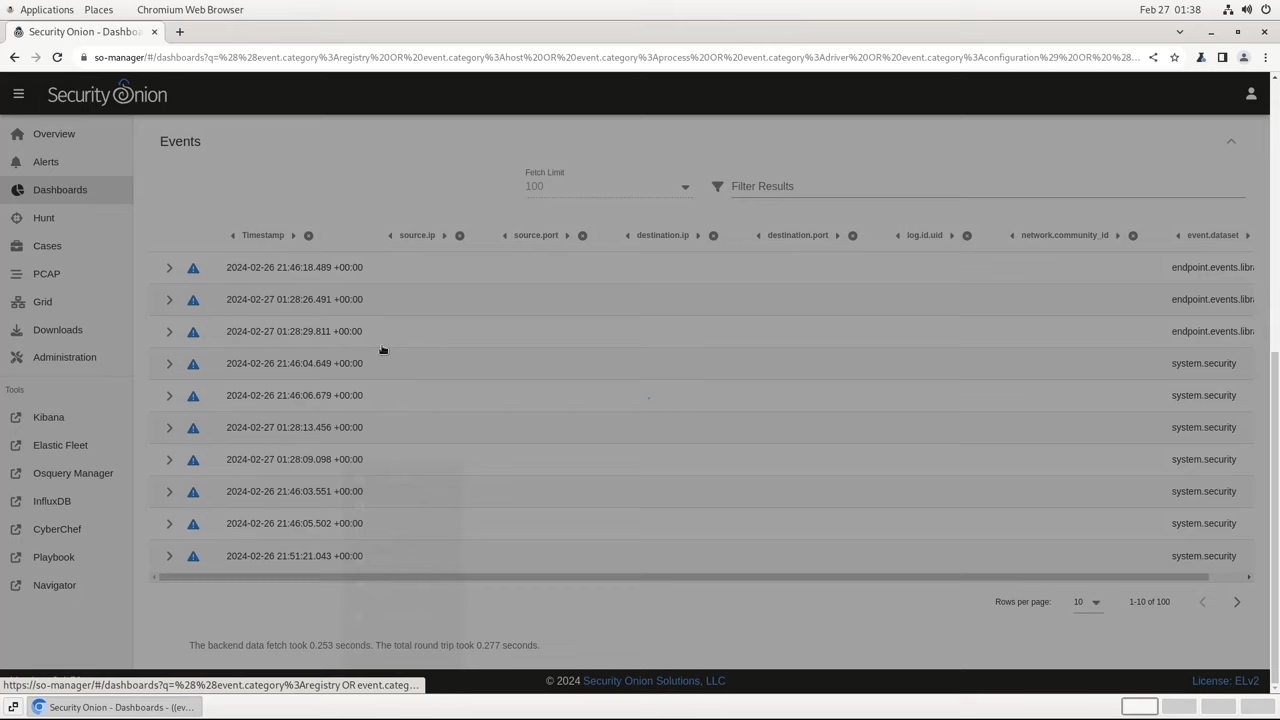 Applications Places Chromium Web Browser Feb 27 01:38
Security Onion - Dashbo
so-manager/#/dashboards?q=%28%28event.category%3Aregistry%20OR%20event.category%3Ahost%20OR%20event.category%3Aprocess%20OR%20event.category%3Adriver%20OR%20event.category%3Aconfiguration%29%20OR%20%28...
Security Onion
Overview
Alerts
Dashboards
Hunt
Cases
PCAP
Grid
Downloads
Administration
Tools
Kibana
Elastic Fleet
Osquery Manager
InfluxDB
CyberChef
Playbook
Navigator
Events
Fetch Limit
100
Filter Results
Timestamp source.ip source.port destination.ip destination.port log.id.uid network.community_id event.dataset
2024-02-26 21:46:18.489 +00:00 endpoint.events.libra
2024-02-27 01:28:26.491 +00:00 endpoint.events.libra
2024-02-27 01:28:29.811 +00:00 endpoint.events.libra
2024-02-26 21:46:04.649 +00:00 system.security
2024-02-26 21:46:06.679 +00:00 system.security
2024-02-27 01:28:13.456 +00:00 system.security
2024-02-27 01:28:09.098 +00:00 system.security
2024-02-26 21:46:03.551 +00:00 system.security
2024-02-26 21:46:05.502 +00:00 system.security
2024-02-26 21:51:21.043 +00:00 system.security
Rows per page: 10 1-10 of 100
The backend data fetch took 0.253 seconds. The total round trip took 0.277 seconds.
https://so-manager/#/dashboards?q=%28%28event.category%3Aregistry OR event.categ...
© 2024 Security Onion Solutions, LLC
License: ELv2
Security Onion - Dashboards - ((ev...